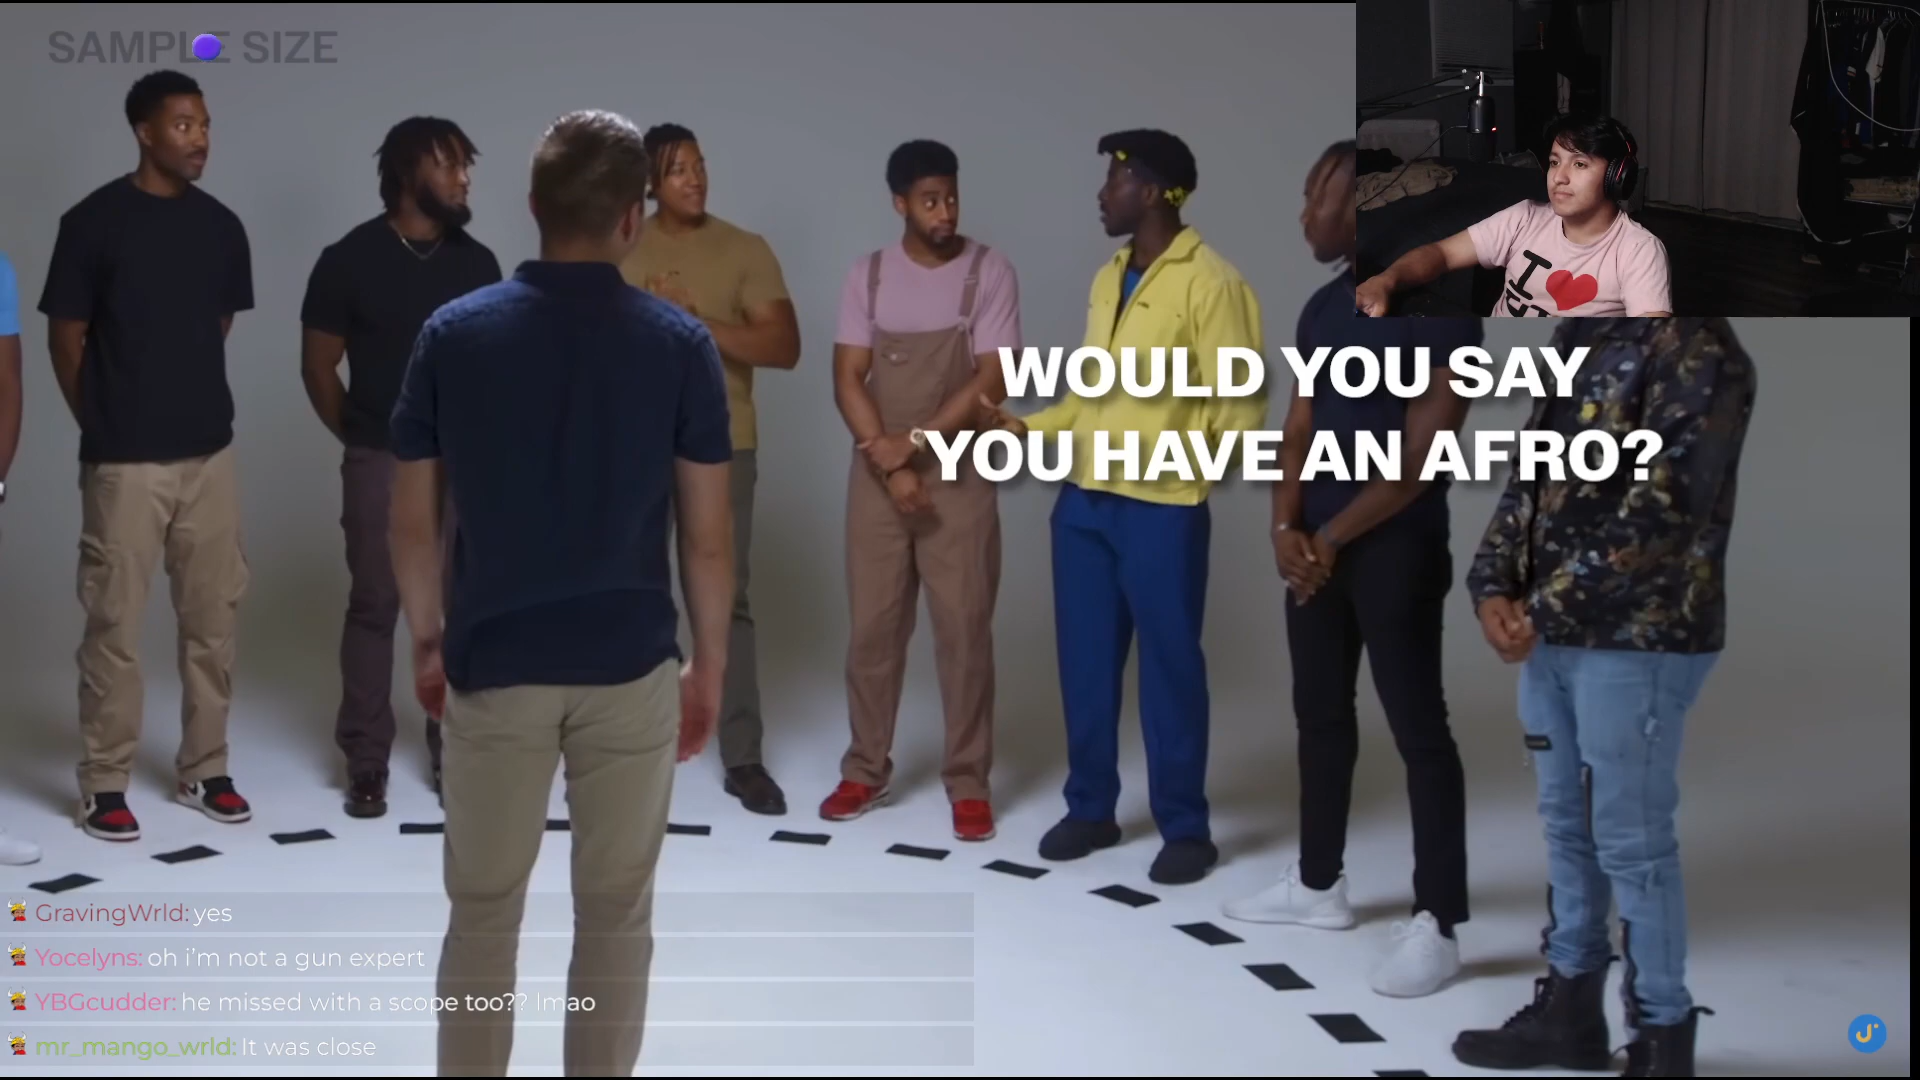 SAMPLE SIZE
I
WOULD YOU SAY
YOU HAVE AN AFRO?
GravingWrld: yes
Yocelyns: oh i'm not a gun expert
YBGcudder: he missed with a scope too?? lmao
mr_mango_wrld: It was close